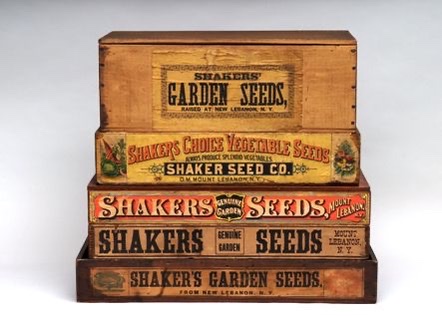 SHAKERS'
GARDEN SEEDS,
RAISED AT NEW LEBANON, N.Y.
SHAKERS CHOICE VEGETABLE SEEDS
ALWAYS PRODUCE SPLENDID VEGETABLES
SHAKER SEED CO.
MOUNT LEBANON, N.Y.
SHAKERS GENUINE GARDEN SEEDS, MOUNT LEBANON,
SHAKERS GENUINE GARDEN SEEDS MOUNT LEBANON, N.Y.
SHAKER'S GARDEN SEEDS,
FROM NEW LEBANON, N.Y.